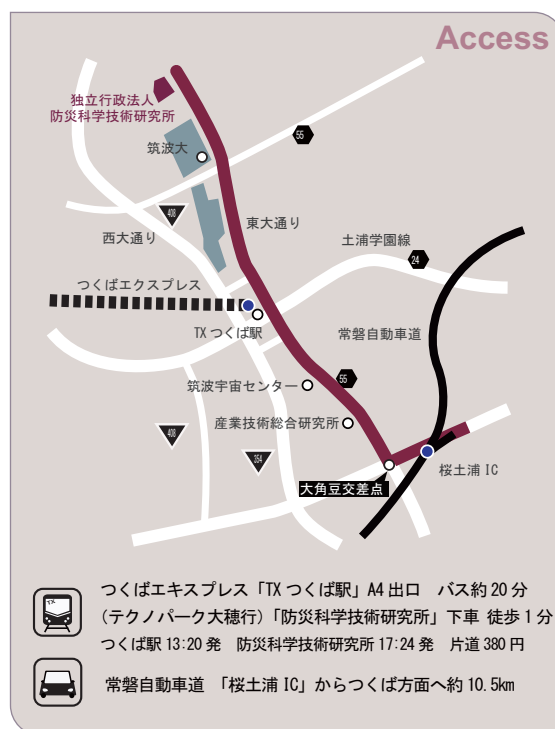 Access
独立行政法人
防災科学技術研究所
55
筑波大
408
東大通り
西大通り
土浦学園線
24
つくばエクスプレス
TX つくば駅
常磐自動車道
筑波宇宙センター
55
産業技術総合研究所
408
354
桜土浦 IC
大角豆交差点
TX
つくばエキスプレス「TX つくば駅」A4 出口　バス約 20 分
(テクノパーク大穂行)「防災科学技術研究所」下車 徒歩 1 分
つくば駅 13:20 発　防災科学技術研究所 17:24 発　片道 380 円
常磐自動車道　「桜土浦 IC」からつくば方面へ約 10.5km